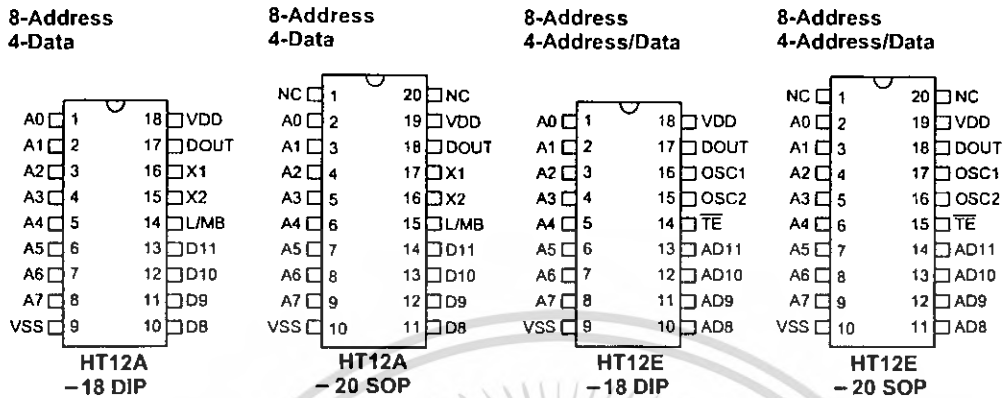 8-Address
4-Data
A0 1 18 VDD
A1 2 17 DOUT
A2 3 16 X1
A3 4 15 X2
A4 5 14 L/MB
A5 6 13 D11
A6 7 12 D10
A7 8 11 D9
VSS 9 10 D8
HT12A
–18 DIP
8-Address
4-Data
NC 1 20 NC
A0 2 19 VDD
A1 3 18 DOUT
A2 4 17 X1
A3 5 16 X2
A4 6 15 L/MB
A5 7 14 D11
A6 8 13 D10
A7 9 12 D9
VSS 10 11 D8
HT12A
– 20 SOP
8-Address
4-Address/Data
A0 1 18 VDD
A1 2 17 DOUT
A2 3 16 OSC1
A3 4 15 OSC2
A4 5 14 T̅E̅
A5 6 13 AD11
A6 7 12 AD10
A7 8 11 AD9
VSS 9 10 AD8
HT12E
–18 DIP
8-Address
4-Address/Data
NC 1 20 NC
A0 2 19 VDD
A1 3 18 DOUT
A2 4 17 OSC1
A3 5 16 OSC2
A4 6 15 T̅E̅
A5 7 14 AD11
A6 8 13 AD10
A7 9 12 AD9
VSS 10 11 AD8
HT12E
– 20 SOP